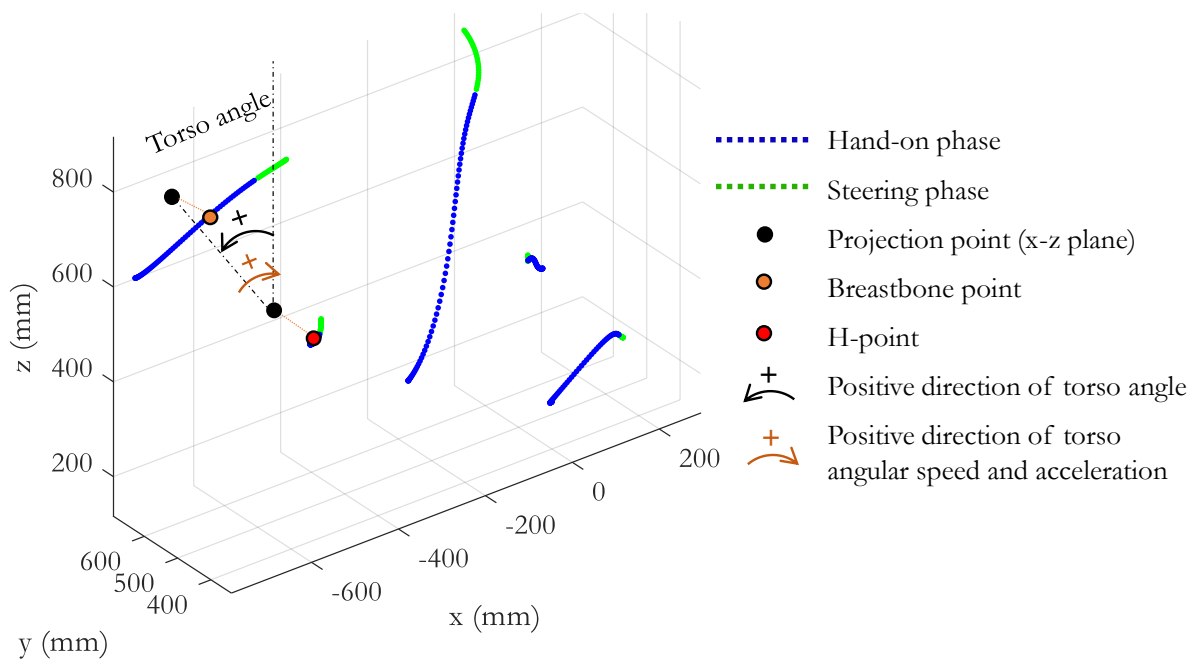 Torso angle
800
600
400
200
z (mm)
+
+
600
500
400
y (mm)
-600
-400
-200
0
200
x (mm)
Hand-on phase
Steering phase
Projection point (x-z plane)
Breastbone point
H-point
+
Positive direction of torso angle
+
Positive direction of torso
angular speed and acceleration